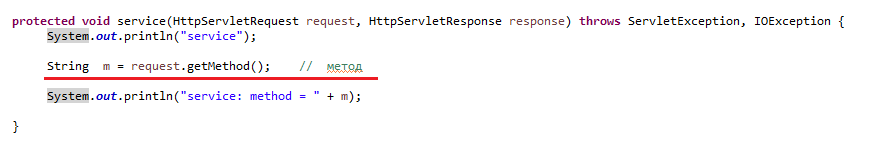 protected void service(HttpServletRequest request, HttpServletResponse response) throws ServletException, IOException {
System.out.println("service");
String  m = request.getMethod();    //  метод
System.out.println("service: method = " + m);
}